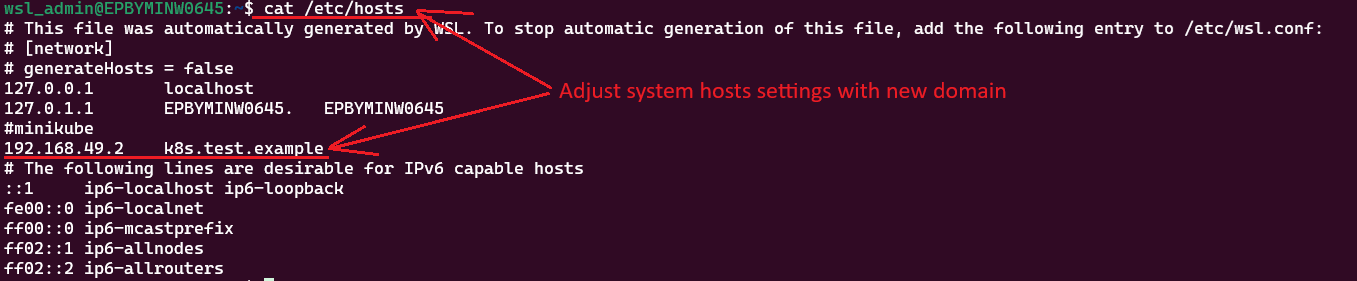 wsl_admin@EPBYMINW0645:~$ cat /etc/hosts
# This file was automatically generated by WSL. To stop automatic generation of this file, add the following entry to /etc/wsl.conf:
# [network]
# generateHosts = false
127.0.0.1       localhost
Adjust system hosts settings with new domain
127.0.1.1       EPBYMINW0645.   EPBYMINW0645
#minikube
192.168.49.2    k8s.test.example
# The following lines are desirable for IPv6 capable hosts
::1     ip6-localhost ip6-loopback
fe00::0 ip6-localnet
ff00::0 ip6-mcastprefix
ff02::1 ip6-allnodes
ff02::2 ip6-allrouters